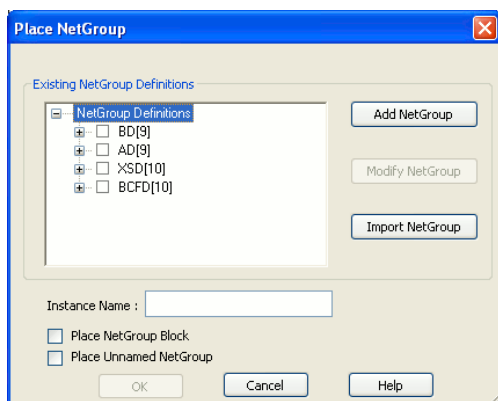 Place NetGroup
Existing NetGroup Definitions
NetGroup Definitions
BD[9]
AD[9]
XSD[10]
BCFD[10]
Add NetGroup
Modify NetGroup
Import NetGroup
Instance Name :
Place NetGroup Block
Place Unnamed NetGroup
OK Cancel Help